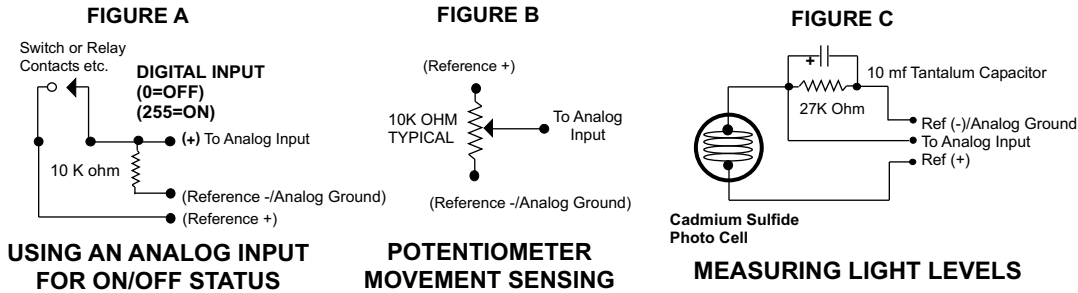 FIGURE A
Switch or Relay
Contacts etc.
DIGITAL INPUT
(0=OFF)
(255=ON)
(+) To Analog Input
10 K ohm
(Reference -/Analog Ground)
(Reference +)
USING AN ANALOG INPUT
FOR ON/OFF STATUS
FIGURE B
(Reference +)
10K OHM
TYPICAL
To Analog
Input
(Reference -/Analog Ground)
POTENTIOMETER
MOVEMENT SENSING
FIGURE C
+
10 mf Tantalum Capacitor
27K Ohm
Ref (-)/Analog Ground
To Analog Input
Ref (+)
Cadmium Sulfide
Photo Cell
MEASURING LIGHT LEVELS